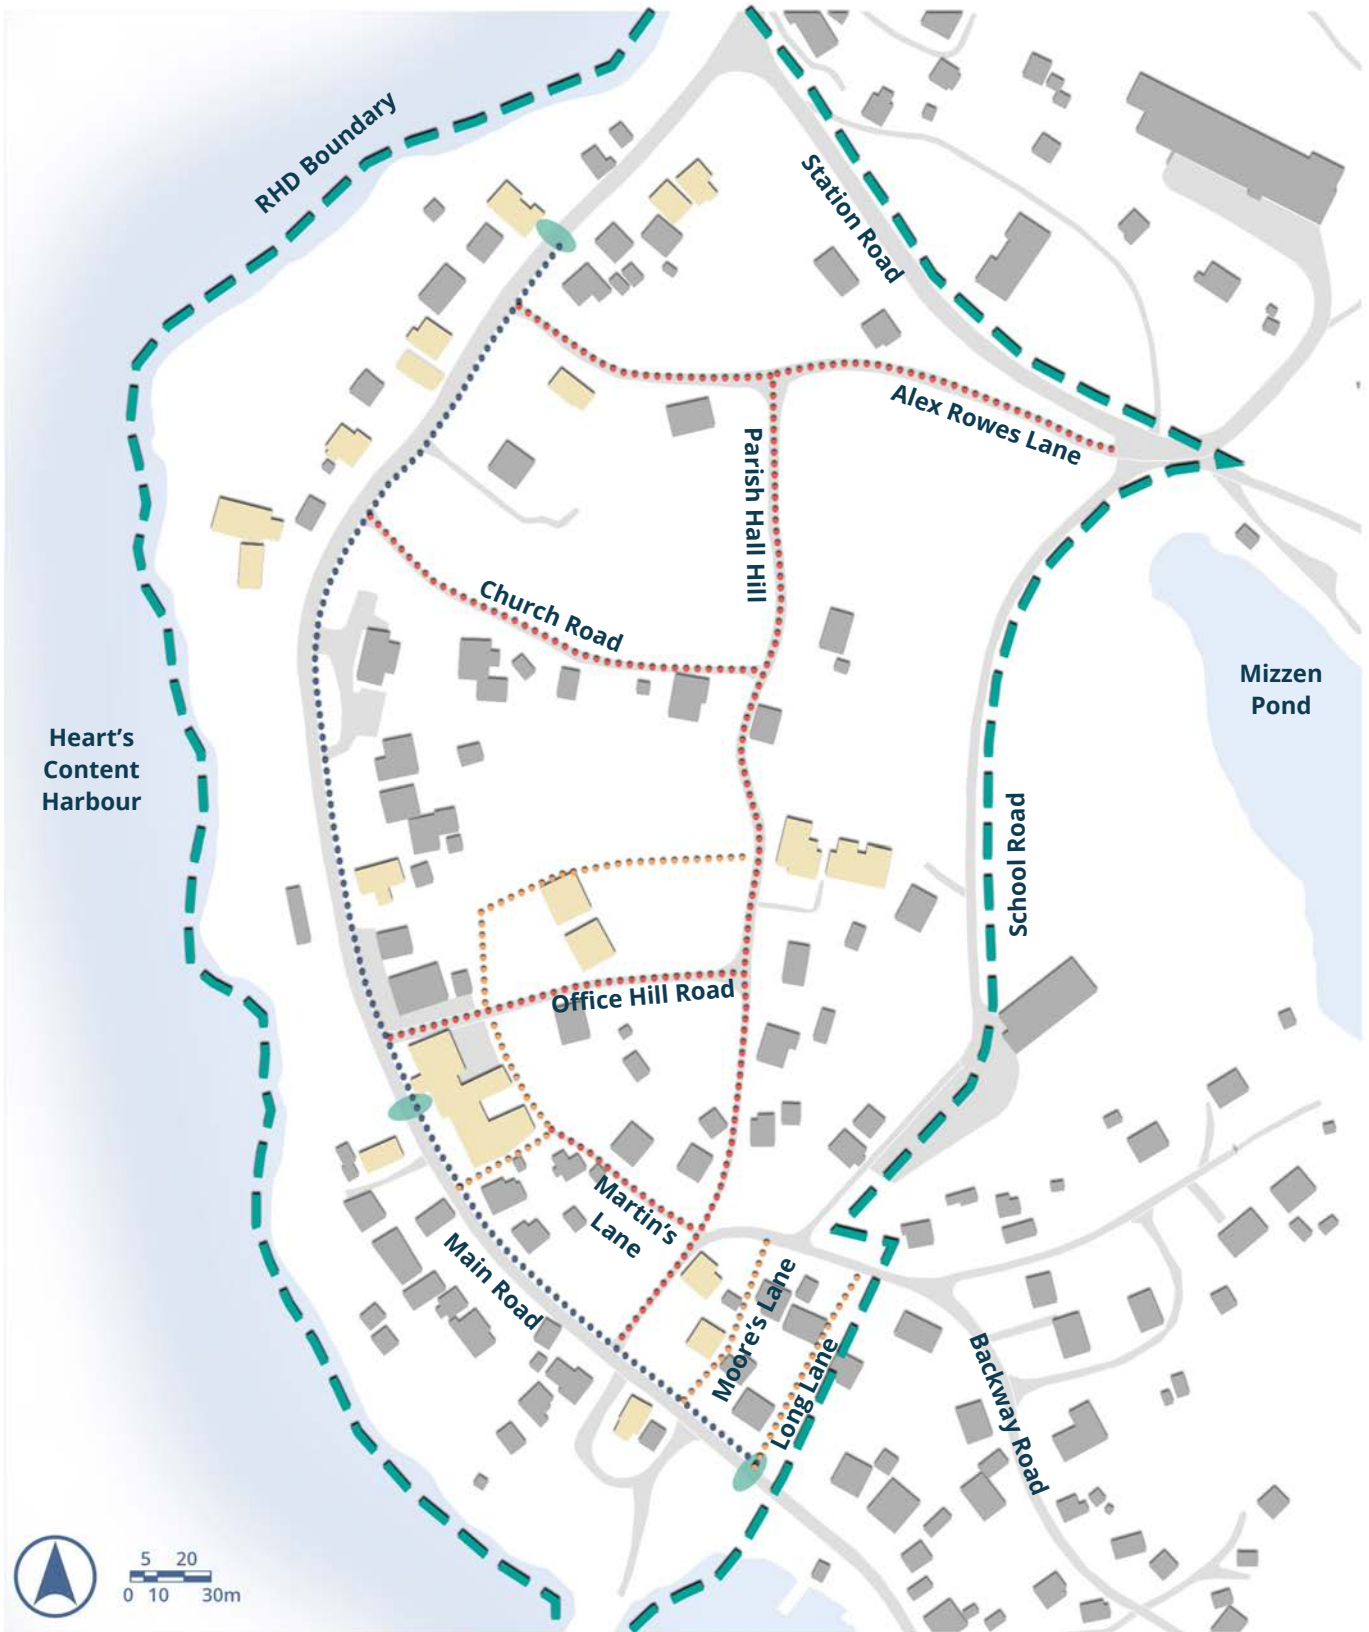 RHD Boundary
Station Road
Alex Rowes Lane
Parish Hall Hill
Church Road
Mizzen
Pond
Heart’s
Content
Harbour
School Road
Office Hill Road
Martin’s
Lane
Main Road
Moore’s Lane
Long Lane
Backway Road
5 20
0 10 30m